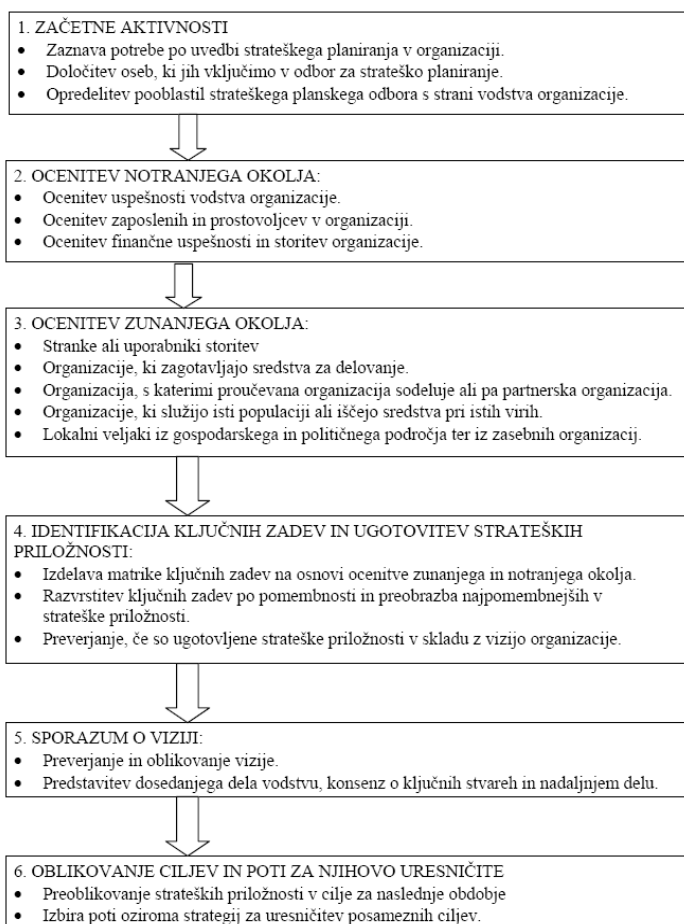 1. ZAČETNE AKTIVNOSTI
• Zaznava potrebe po uvedbi strateškega planiranja v organizaciji.
• Določitev oseb, ki jih vključimo v odbor za strateško planiranje.
• Opredelitev pooblastil strateškega planskega odbora s strani vodstva organizacije.
2. OCENITEV NOTRANJEGA OKOLJA:
• Ocenitev uspešnosti vodstva organizacije.
• Ocenitev zaposlenih in prostovoljcev v organizaciji.
• Ocenitev finančne uspešnosti in storitev organizacije.
3. OCENITEV ZUNANJEGA OKOLJA:
• Stranke ali uporabniki storitev
• Organizacije, ki zagotavljajo sredstva za delovanje.
• Organizacija, s katerimi proučevana organizacija sodeluje ali pa partnerska organizacija.
• Organizacije, ki služijo isti populaciji ali iščejo sredstva pri istih virih.
• Lokalni veljaki iz gospodarskega in političnega področja ter iz zasebnih organizacij.
4. IDENTIFIKACIJA KLJUČNIH ZADEV IN UGOTOVITEV STRATEŠKIH
PRILOŽNOSTI:
• Izdelava matrike ključnih zadev na osnovi ocenitve zunanjega in notranjega okolja.
• Razvrstitev ključnih zadev po pomembnosti in preobrazba najpomembnejših v
strateške priložnosti.
• Preverjanje, če so ugotovljene strateške priložnosti v skladu z vizijo organizacije.
5. SPORAZUM O VIZIJI:
• Preverjanje in oblikovanje vizije.
• Predstavitev dosedanjega dela vodstvu, konsenz o ključnih stvareh in nadaljnjem delu.
6. OBLIKOVANJE CILJEV IN POTI ZA NJIHOVO URESNIČITE
• Preoblikovanje strateških priložnosti v cilje za naslednje obdobje
• Izbira poti oziroma strategij za uresničitev posameznih ciljev.